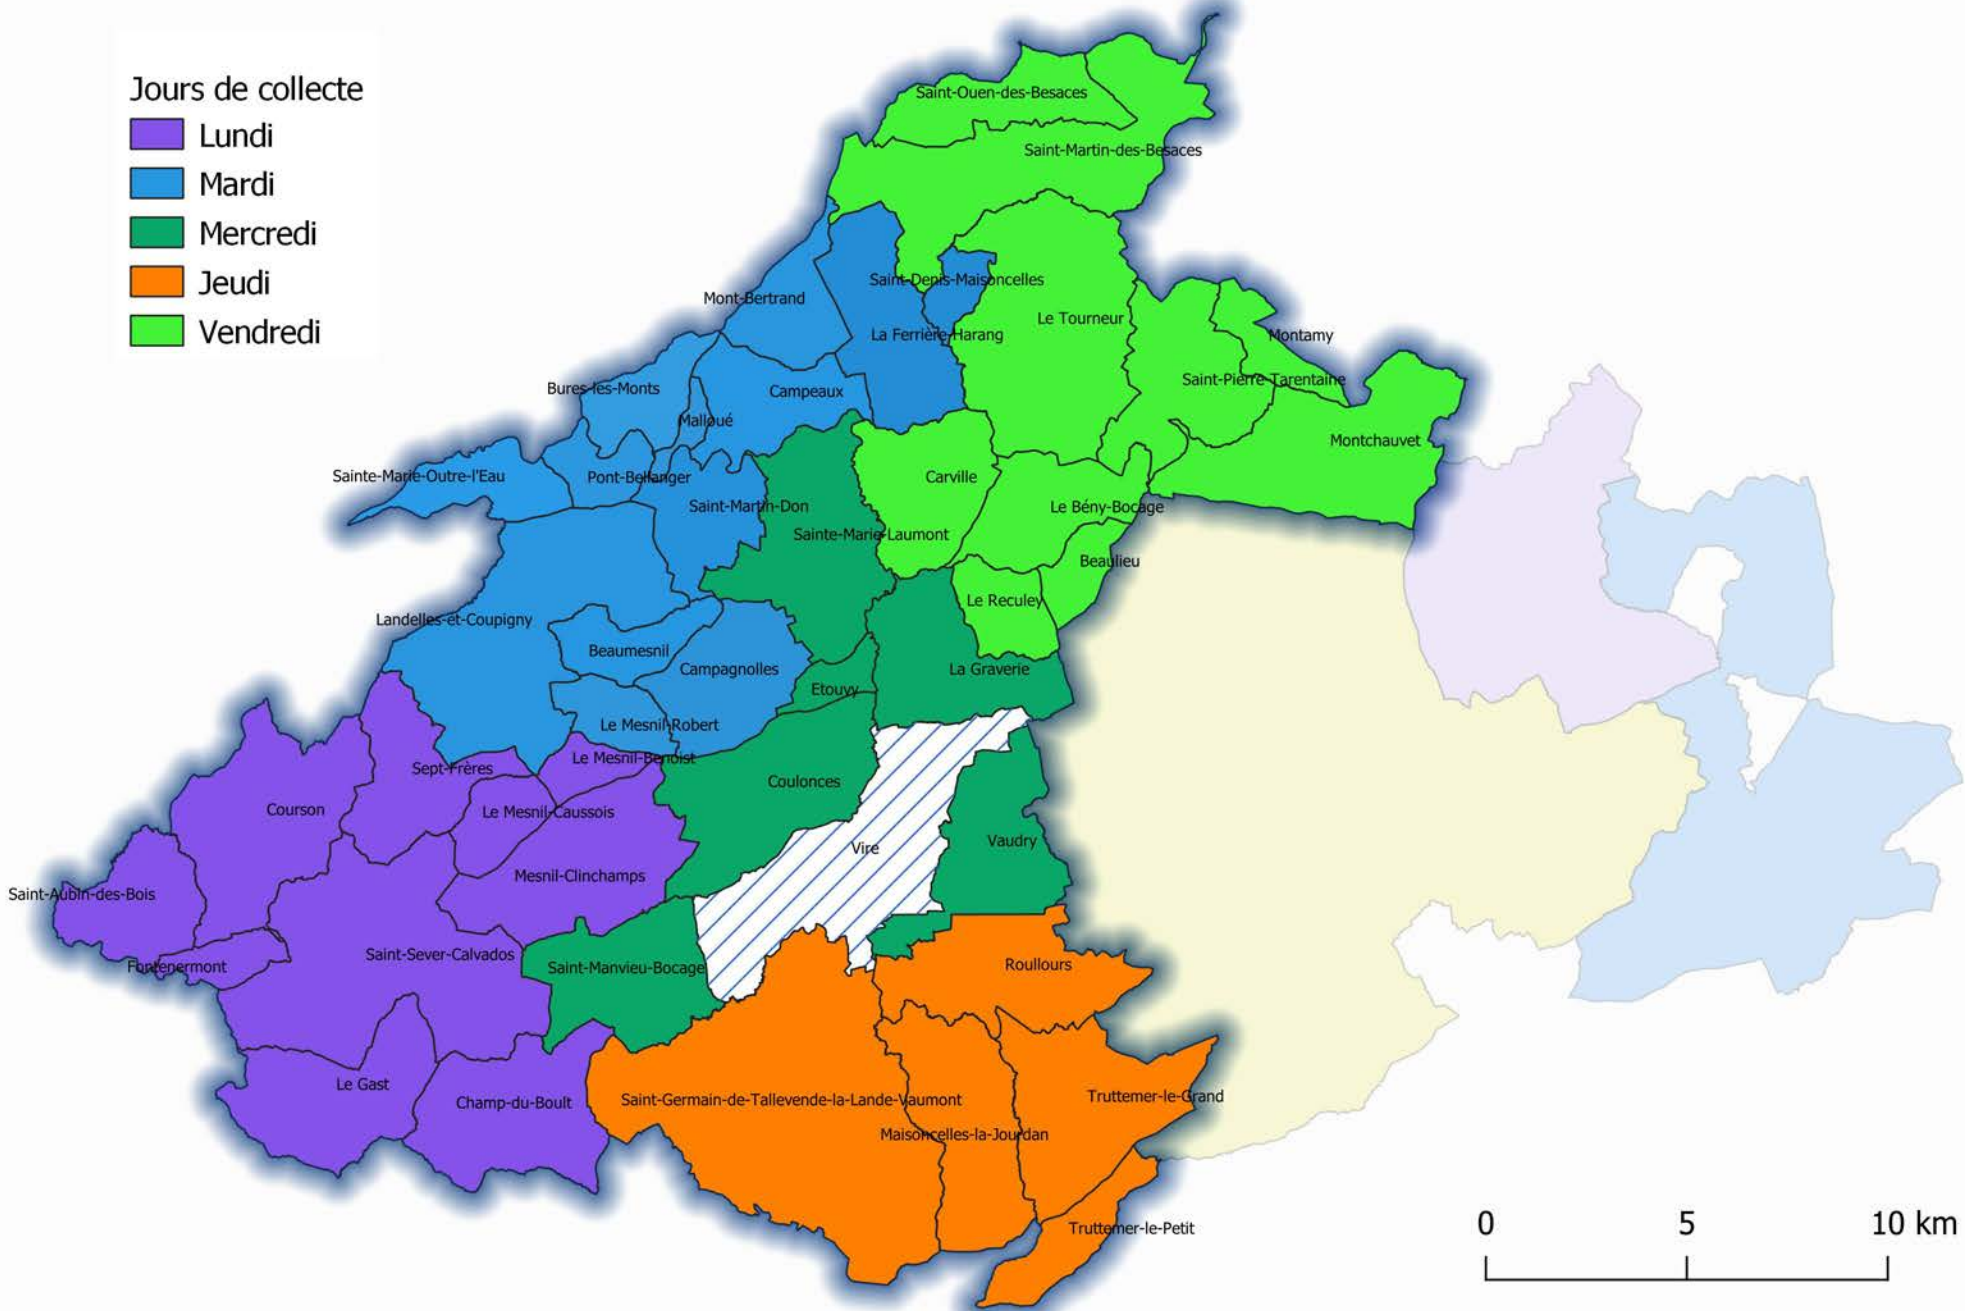 Jours de collecte
Lundi
Mardi
Mercredi
Jeudi
Vendredi
Saint-Ouen-des-Besaces
Saint-Martin-des-Besaces
Saint-Denis-Maisoncelles
Mont-Bertrand
Le Tourneur
La Ferrière-Harang
Montamy
Saint-Pierre-Tarentaine
Bures-les-Monts
Campeaux
Malloué
Montchauvet
Sainte-Marie-Outre-l'Eau
Pont-Bellanger
Carville
Saint-Martin-Don
Le Bény-Bocage
Sainte-Marie-Laumont
Beaulieu
Le Reculey
Landelles-et-Coupigny
Beaumesnil
Campagnolles
La Graverie
Etouvy
Le Mesnil-Robert
Le Mesnil-Benoist
Sept-Frères
Coulonces
Courson
Le Mesnil-Caussois
Vaudry
Vire
Mesnil-Clinchamps
Saint-Aubin-des-Bois
Saint-Sever-Calvados
Fontenermont
Saint-Manvieu-Bocage
Roullours
Le Gast
Champ-du-Boult
Saint-Germain-de-Tallevende-la-Lande-Vaumont
Truttemer-le-Grand
Maisoncelles-la-Jourdan
Truttemer-le-Petit
0 5 10 km